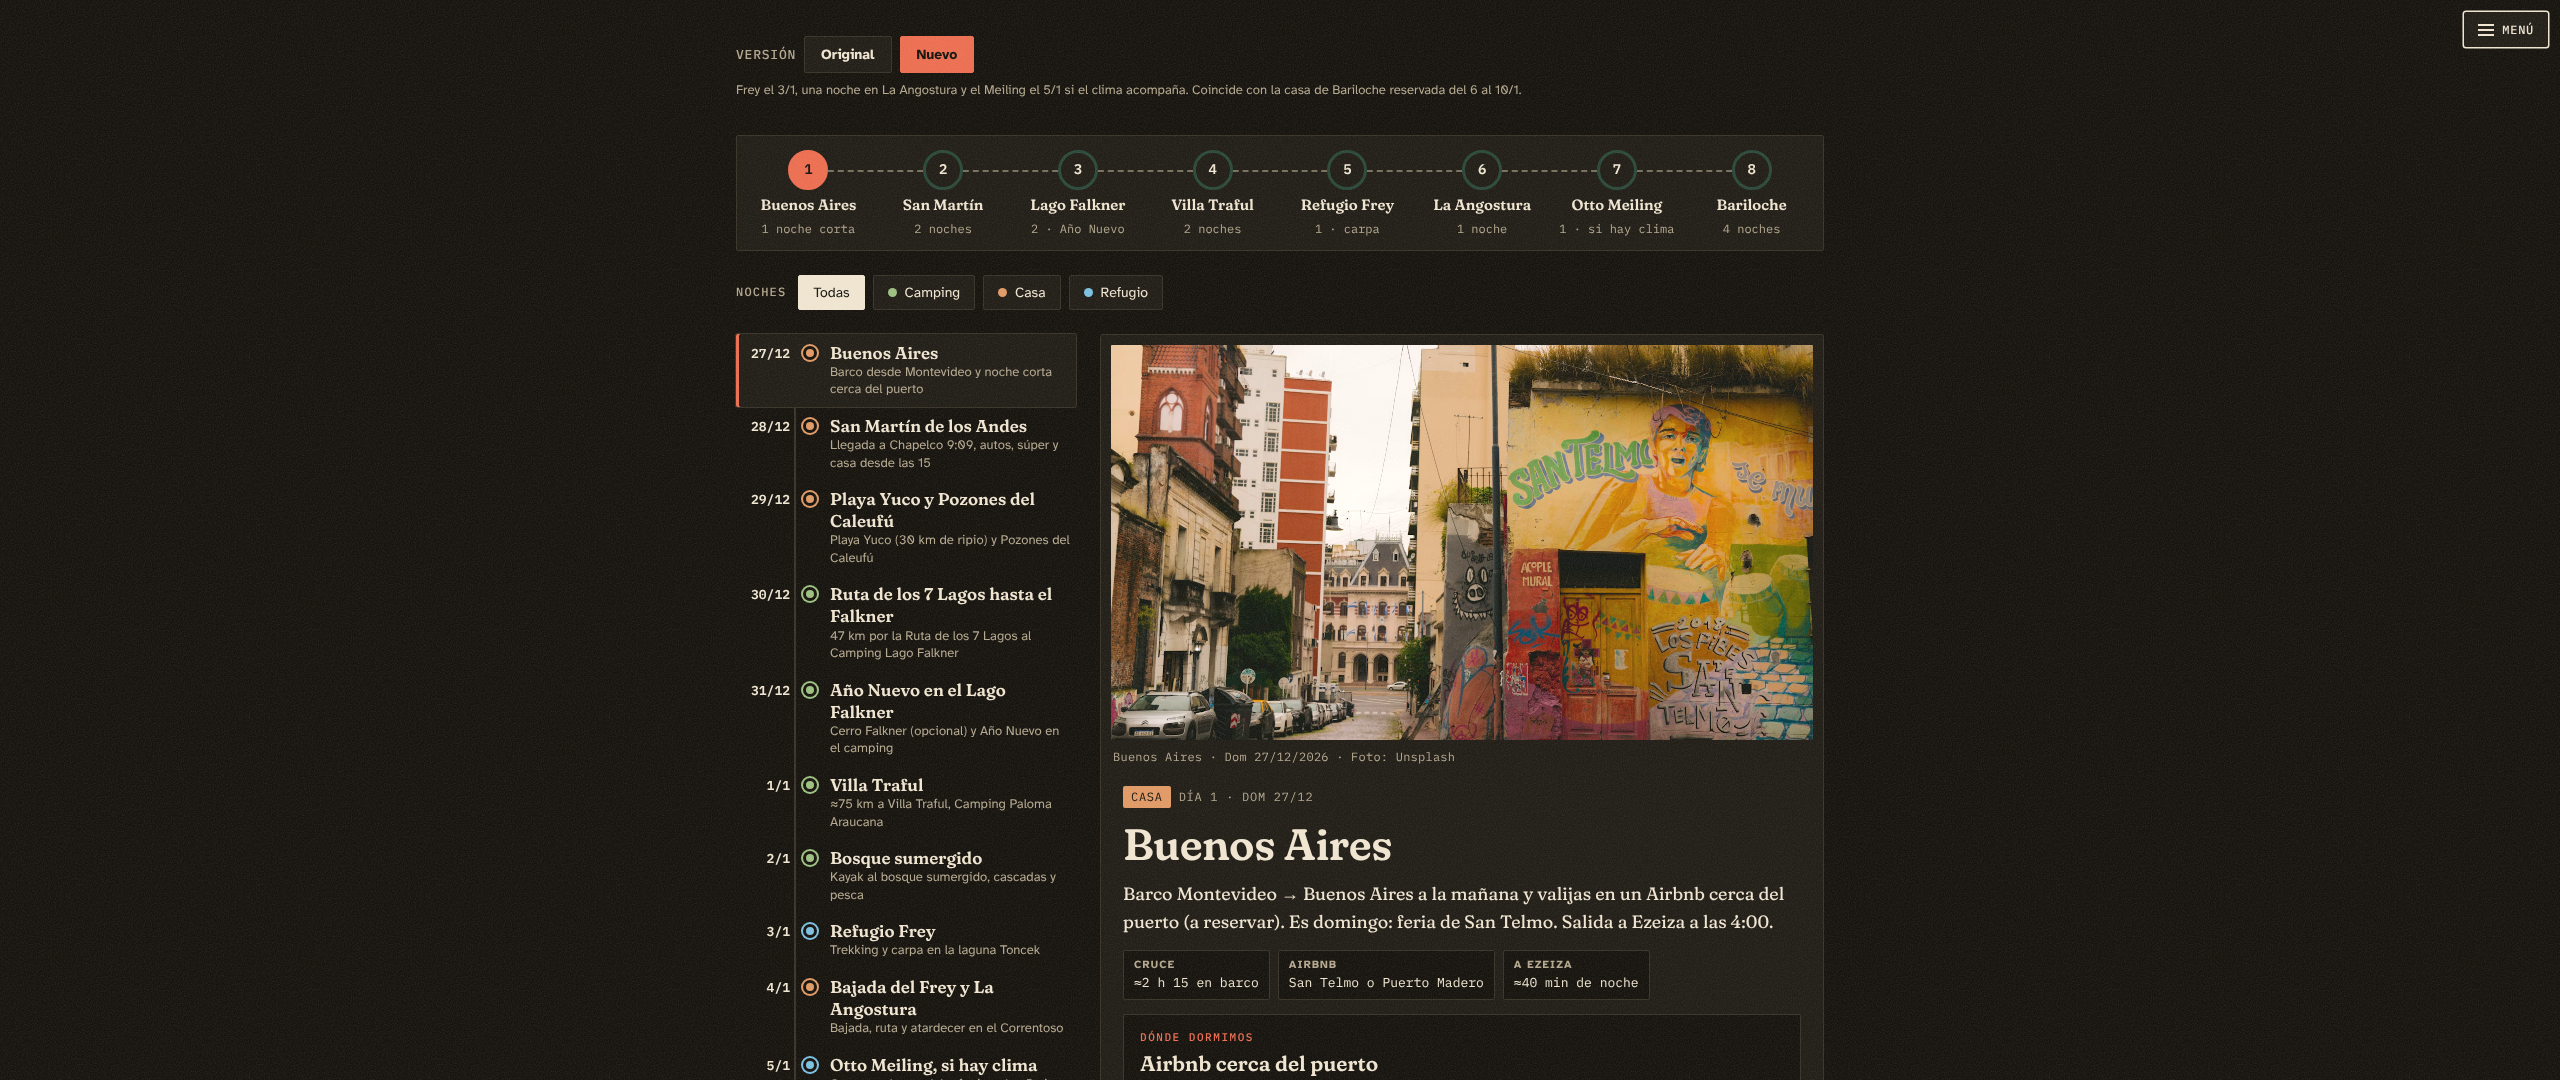 MENÚ
VERSIÓN Original Nuevo
Frey el 3/1, una noche en La Angostura y el Meiling el 5/1 si el clima acompaña. Coincide con la casa de Bariloche reservada del 6 al 10/1.
1 2 3 4 5 6 7 8
Buenos Aires San Martín Lago Falkner Villa Traful Refugio Frey La Angostura Otto Meiling Bariloche
1 noche corta 2 noches 2 · Año Nuevo 2 noches 1 · carpa 1 noche 1 · si hay clima 4 noches
NOCHES Todas Camping Casa Refugio
27/12 Buenos Aires
Barco desde Montevideo y noche corta
cerca del puerto
28/12 San Martín de los Andes
Llegada a Chapelco 9:09, autos, súper y
casa desde las 15
29/12 Playa Yuco y Pozones del
Caleufú
Playa Yuco (30 km de ripio) y Pozones del
Caleufú
30/12 Ruta de los 7 Lagos hasta el
Falkner
47 km por la Ruta de los 7 Lagos al
Camping Lago Falkner
31/12 Año Nuevo en el Lago
Falkner
Cerro Falkner (opcional) y Año Nuevo en
el camping
1/1 Villa Traful
≈75 km a Villa Traful, Camping Paloma
Araucana
2/1 Bosque sumergido
Kayak al bosque sumergido, cascadas y
pesca
3/1 Refugio Frey
Trekking y carpa en la laguna Toncek
4/1 Bajada del Frey y La
Angostura
Bajada, ruta y atardecer en el Correntoso
5/1 Otto Meiling, si hay clima
SAN TELMO
ACOPLE
MURAL
2018
LOS PIBES
SAN
TELMO
Buenos Aires · Dom 27/12/2026 · Foto: Unsplash
CASA DÍA 1 · DOM 27/12
Buenos Aires
Barco Montevideo → Buenos Aires a la mañana y valijas en un Airbnb cerca del
puerto (a reservar). Es domingo: feria de San Telmo. Salida a Ezeiza a las 4:00.
CRUCE
≈2 h 15 en barco
AIRBNB
San Telmo o Puerto Madero
A EZEIZA
≈40 min de noche
DÓNDE DORMIMOS
Airbnb cerca del puerto